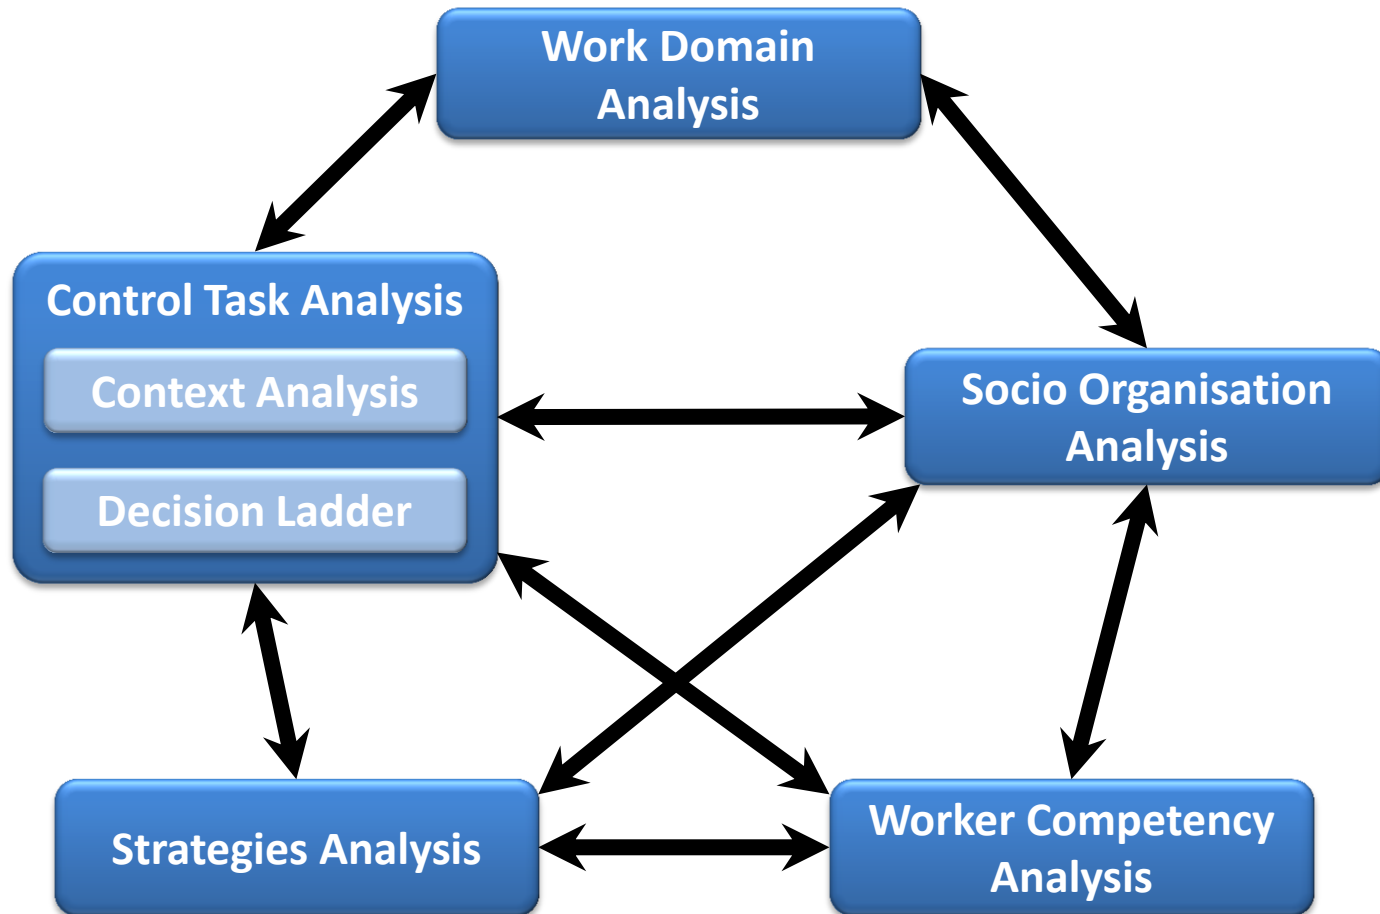 Work Domain
Analysis
Control Task Analysis
Context Analysis
Decision Ladder
Socio Organisation
Analysis
Strategies Analysis
Worker Competency
Analysis